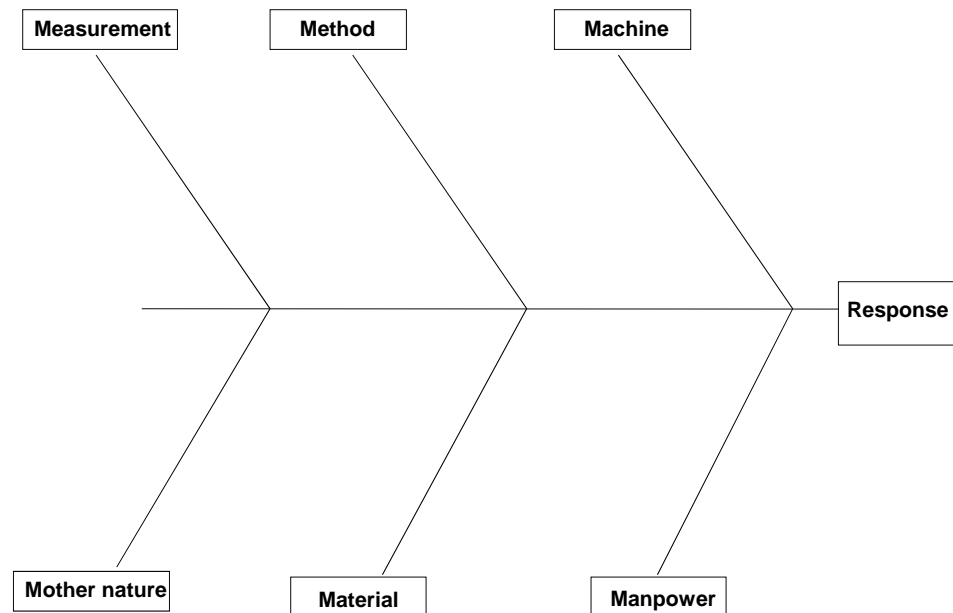 Measurement
Method
Machine
Response
Mother nature
Material
Manpower